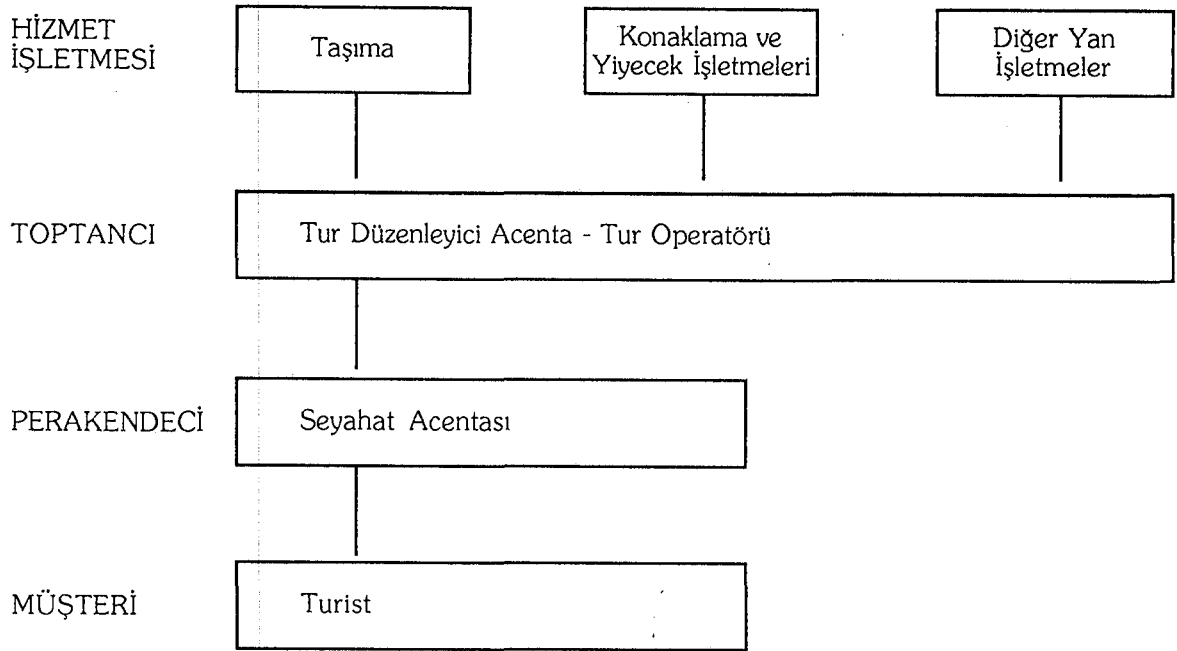 HİZMET
İŞLETMESİ
Taşıma
Konaklama ve
Yiyecek İşletmeleri
Diğer Yan
İşletmeler
TOPTANCI
Tur Düzenleyici Acenta - Tur Operatörü
PERAKENDECİ
Seyahat Acentası
MÜŞTERİ
Turist